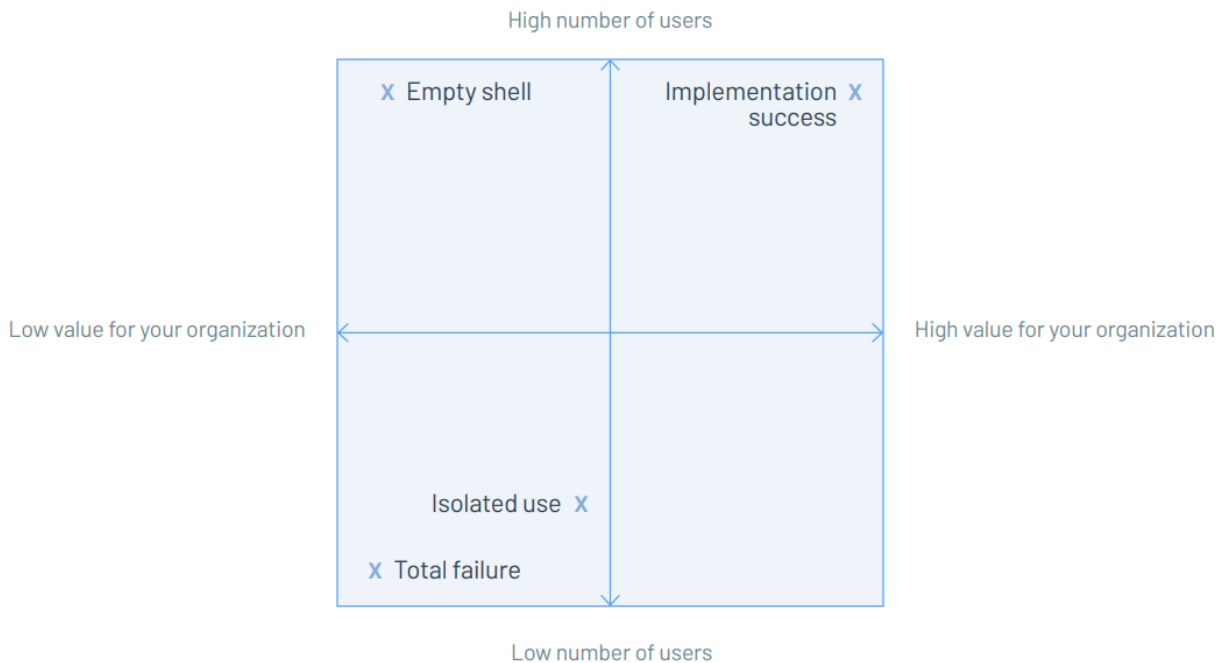 High number of users
X Empty shell
Implementation X
success
Low value for your organization
High value for your organization
Isolated use X
X Total failure
Low number of users